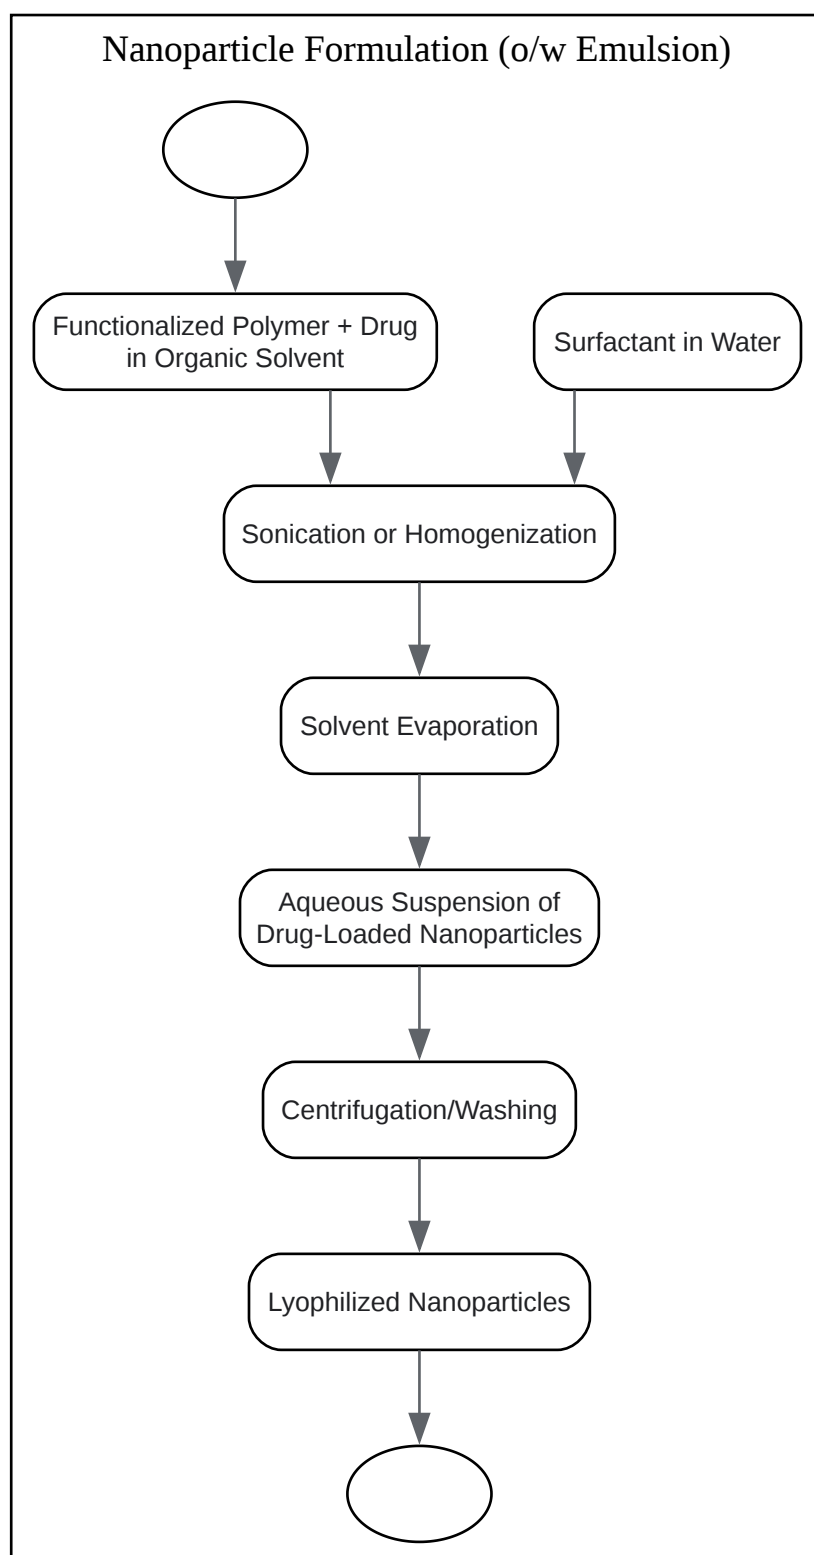 Nanoparticle Formulation (o/w Emulsion)
Functionalized Polymer + Drug
in Organic Solvent
Surfactant in Water
Sonication or Homogenization
Solvent Evaporation
Aqueous Suspension of
Drug-Loaded Nanoparticles
Centrifugation/Washing
Lyophilized Nanoparticles